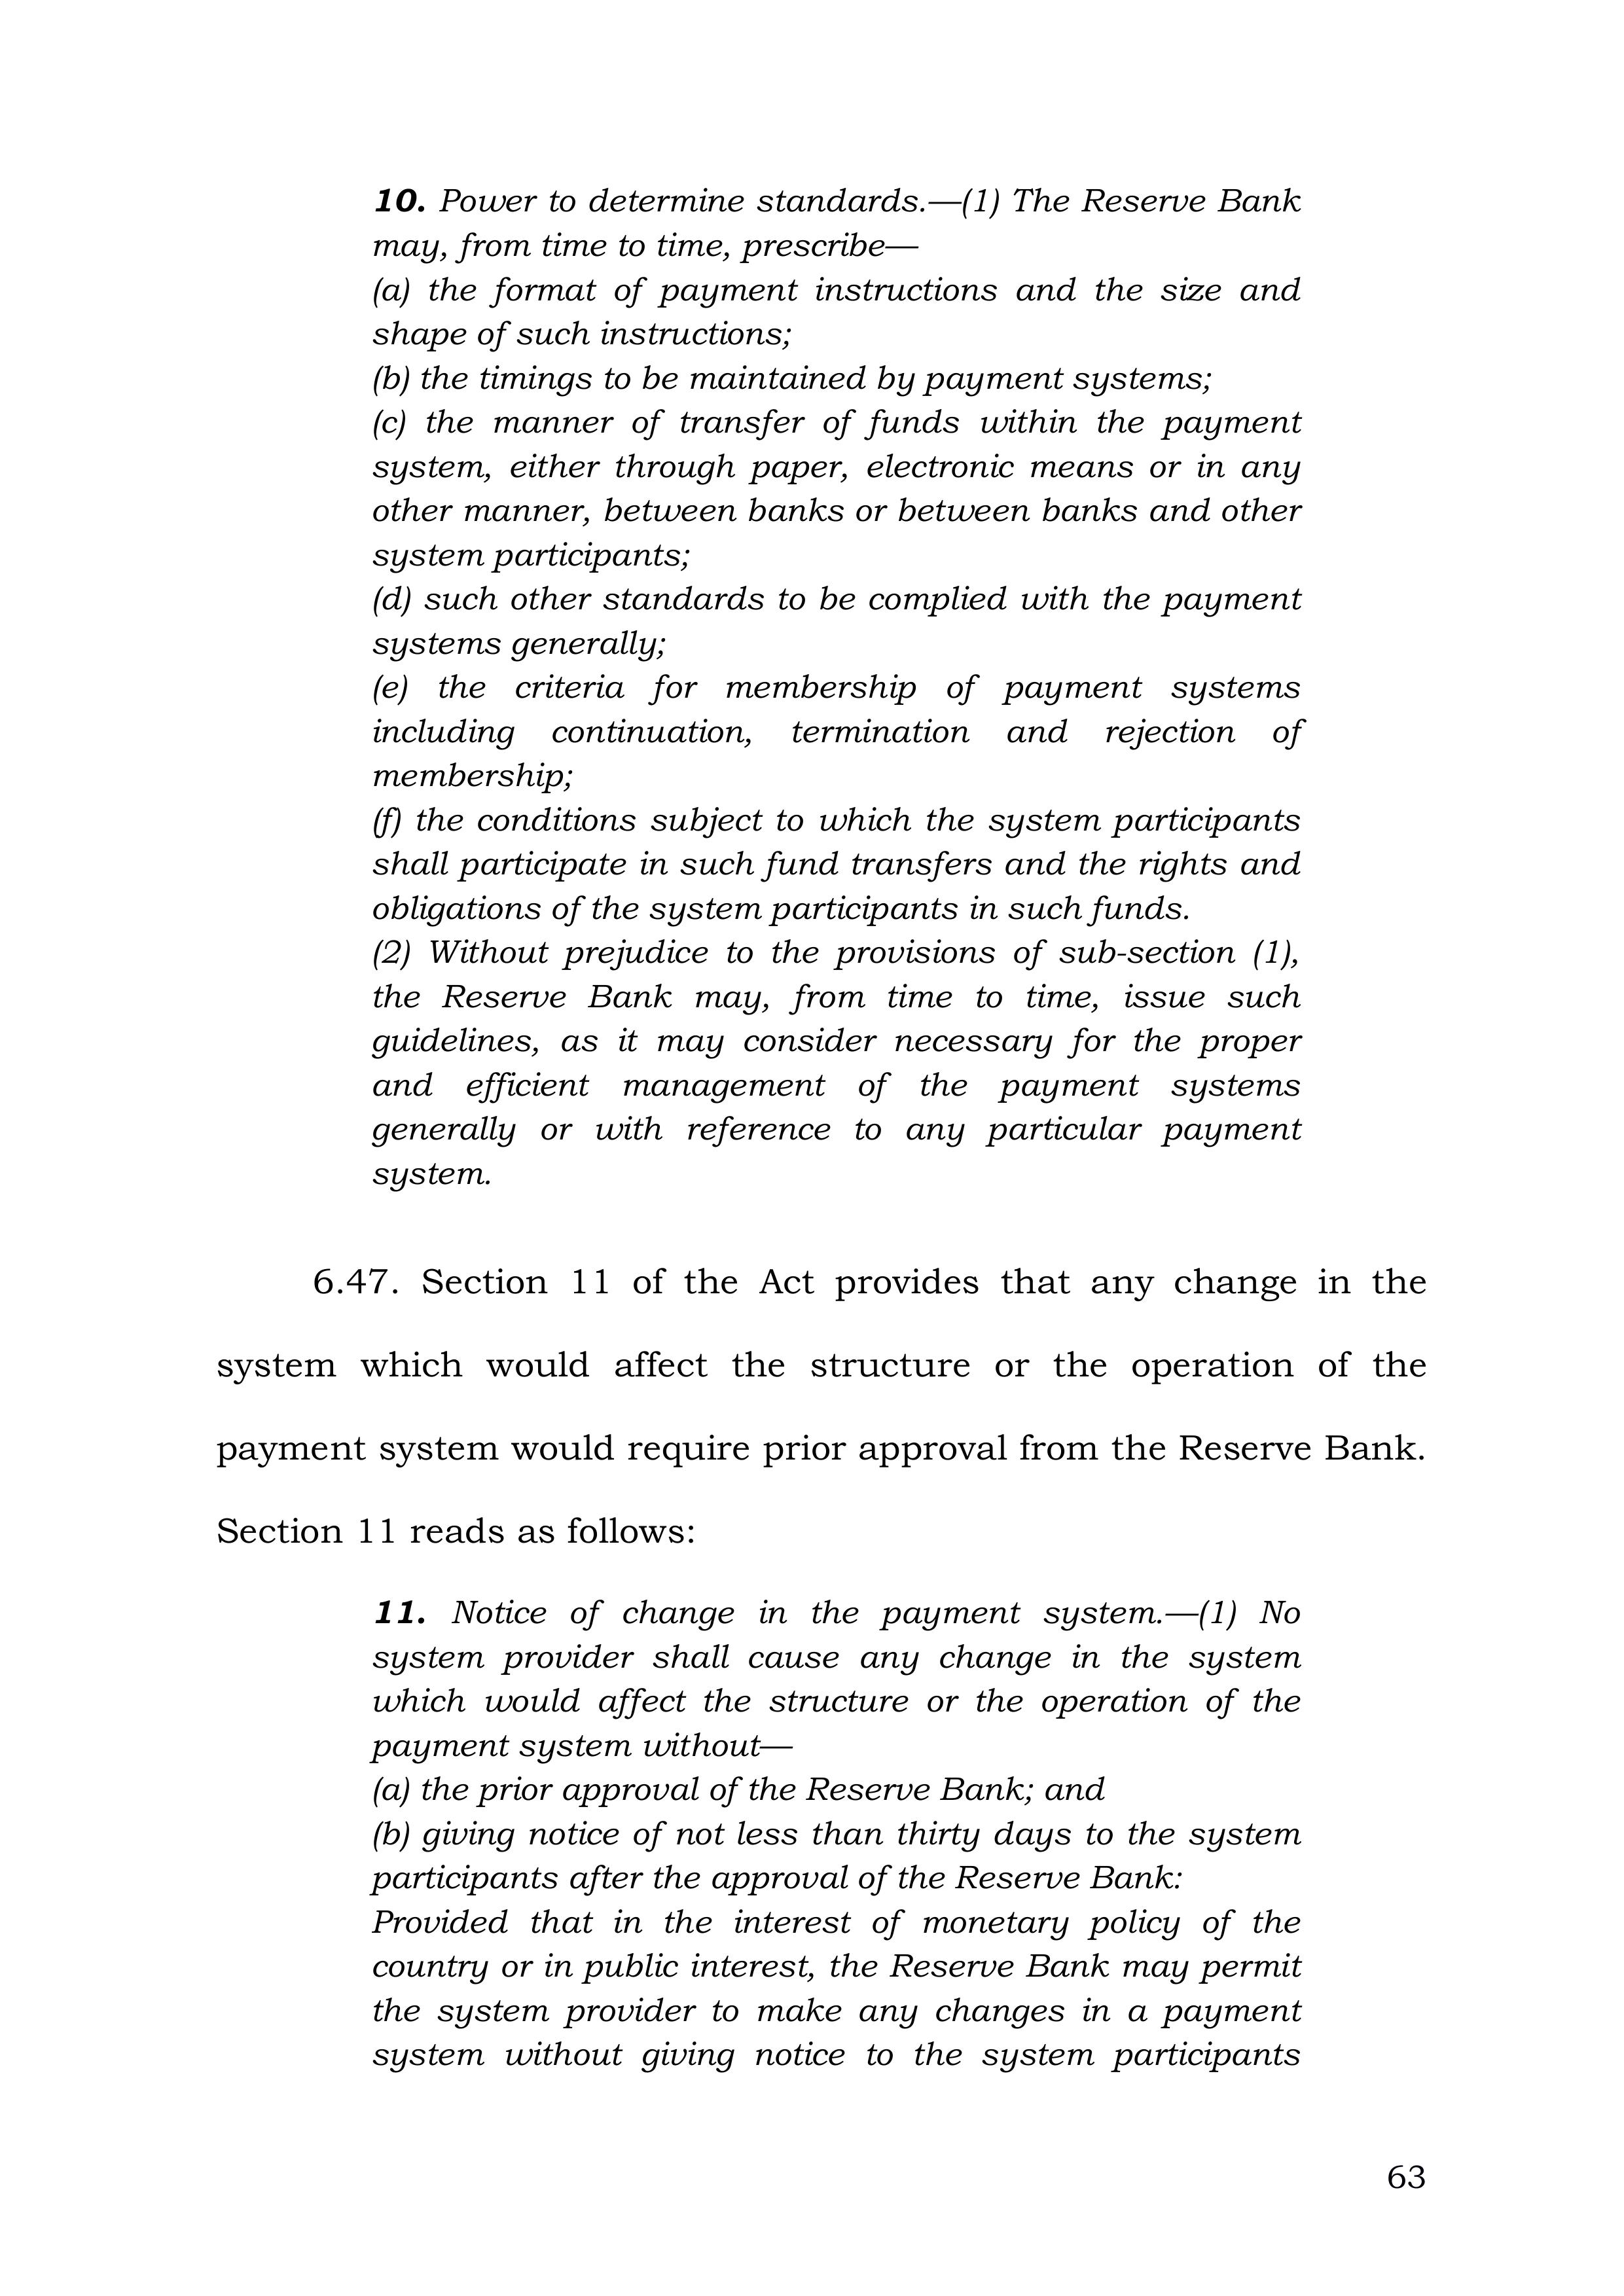 10. Power to determine standards.—(1) The Reserve Bank
may, from time to time, prescribe—
(a) the format of payment instructions and the size and
shape of such instructions;
(b) the timings to be maintained by payment systems;
(c) the manner of transfer of funds within the payment
system, either through paper, electronic means or in any
other manner, between banks or between banks and other
system participants;
(d) such other standards to be complied with the payment
systems generally;
(e) the criteria for membership of payment systems
including continuation, termination and rejection of
membership;
(f) the conditions subject to which the system participants
shall participate in such fund transfers and the rights and
obligations of the system participants in such funds.
(2) Without prejudice to the provisions of sub-section (1),
the Reserve Bank may, from time to time, issue such
guidelines, as it may consider necessary for the proper
and efficient management of the payment systems
generally or with reference to any particular payment
system.
6.47. Section 11 of the Act provides that any change in the
system which would affect the structure or the operation of the
payment system would require prior approval from the Reserve Bank.
Section 11 reads as follows:
11. Notice of change in the payment system.—(1) No
system provider shall cause any change in the system
which would affect the structure or the operation of the
payment system without—
(a) the prior approval of the Reserve Bank; and
(b) giving notice of not less than thirty days to the system
participants after the approval of the Reserve Bank:
Provided that in the interest of monetary policy of the
country or in public interest, the Reserve Bank may permit
the system provider to make any changes in a payment
system without giving notice to the system participants
63